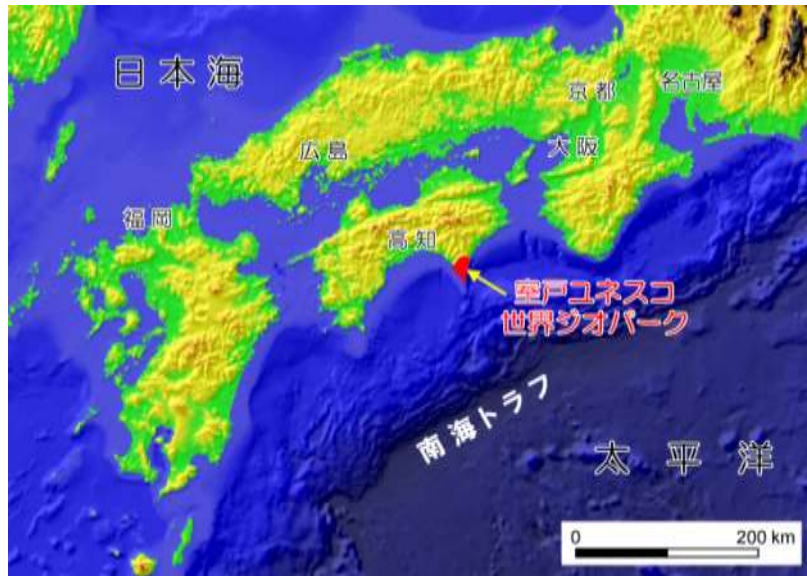 日本海
京都
名古屋
広島
大阪
福岡
高知
室戸ユネスコ
世界ジオパーク
南海トラフ
太平洋
0 200 km